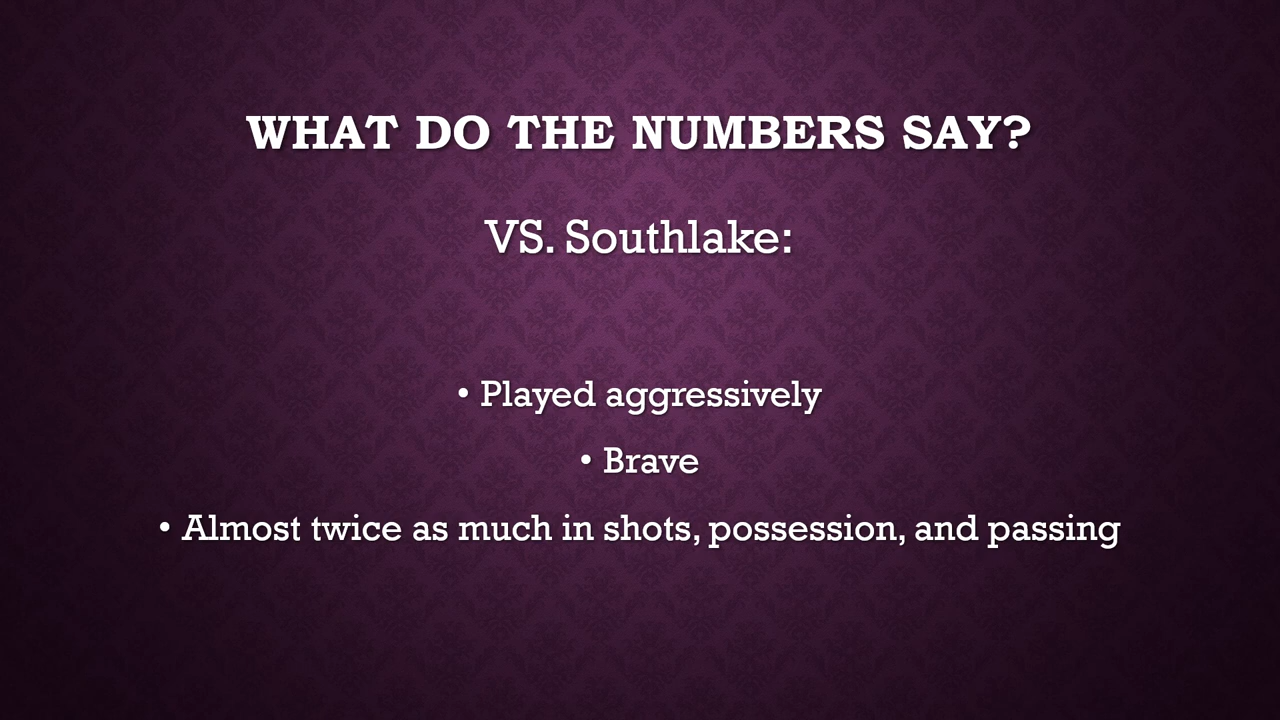 WHAT DO THE NUMBERS SAY?
VS. Southlake:
• Played aggressively
• Brave
• Almost twice as much in shots, possession, and passing